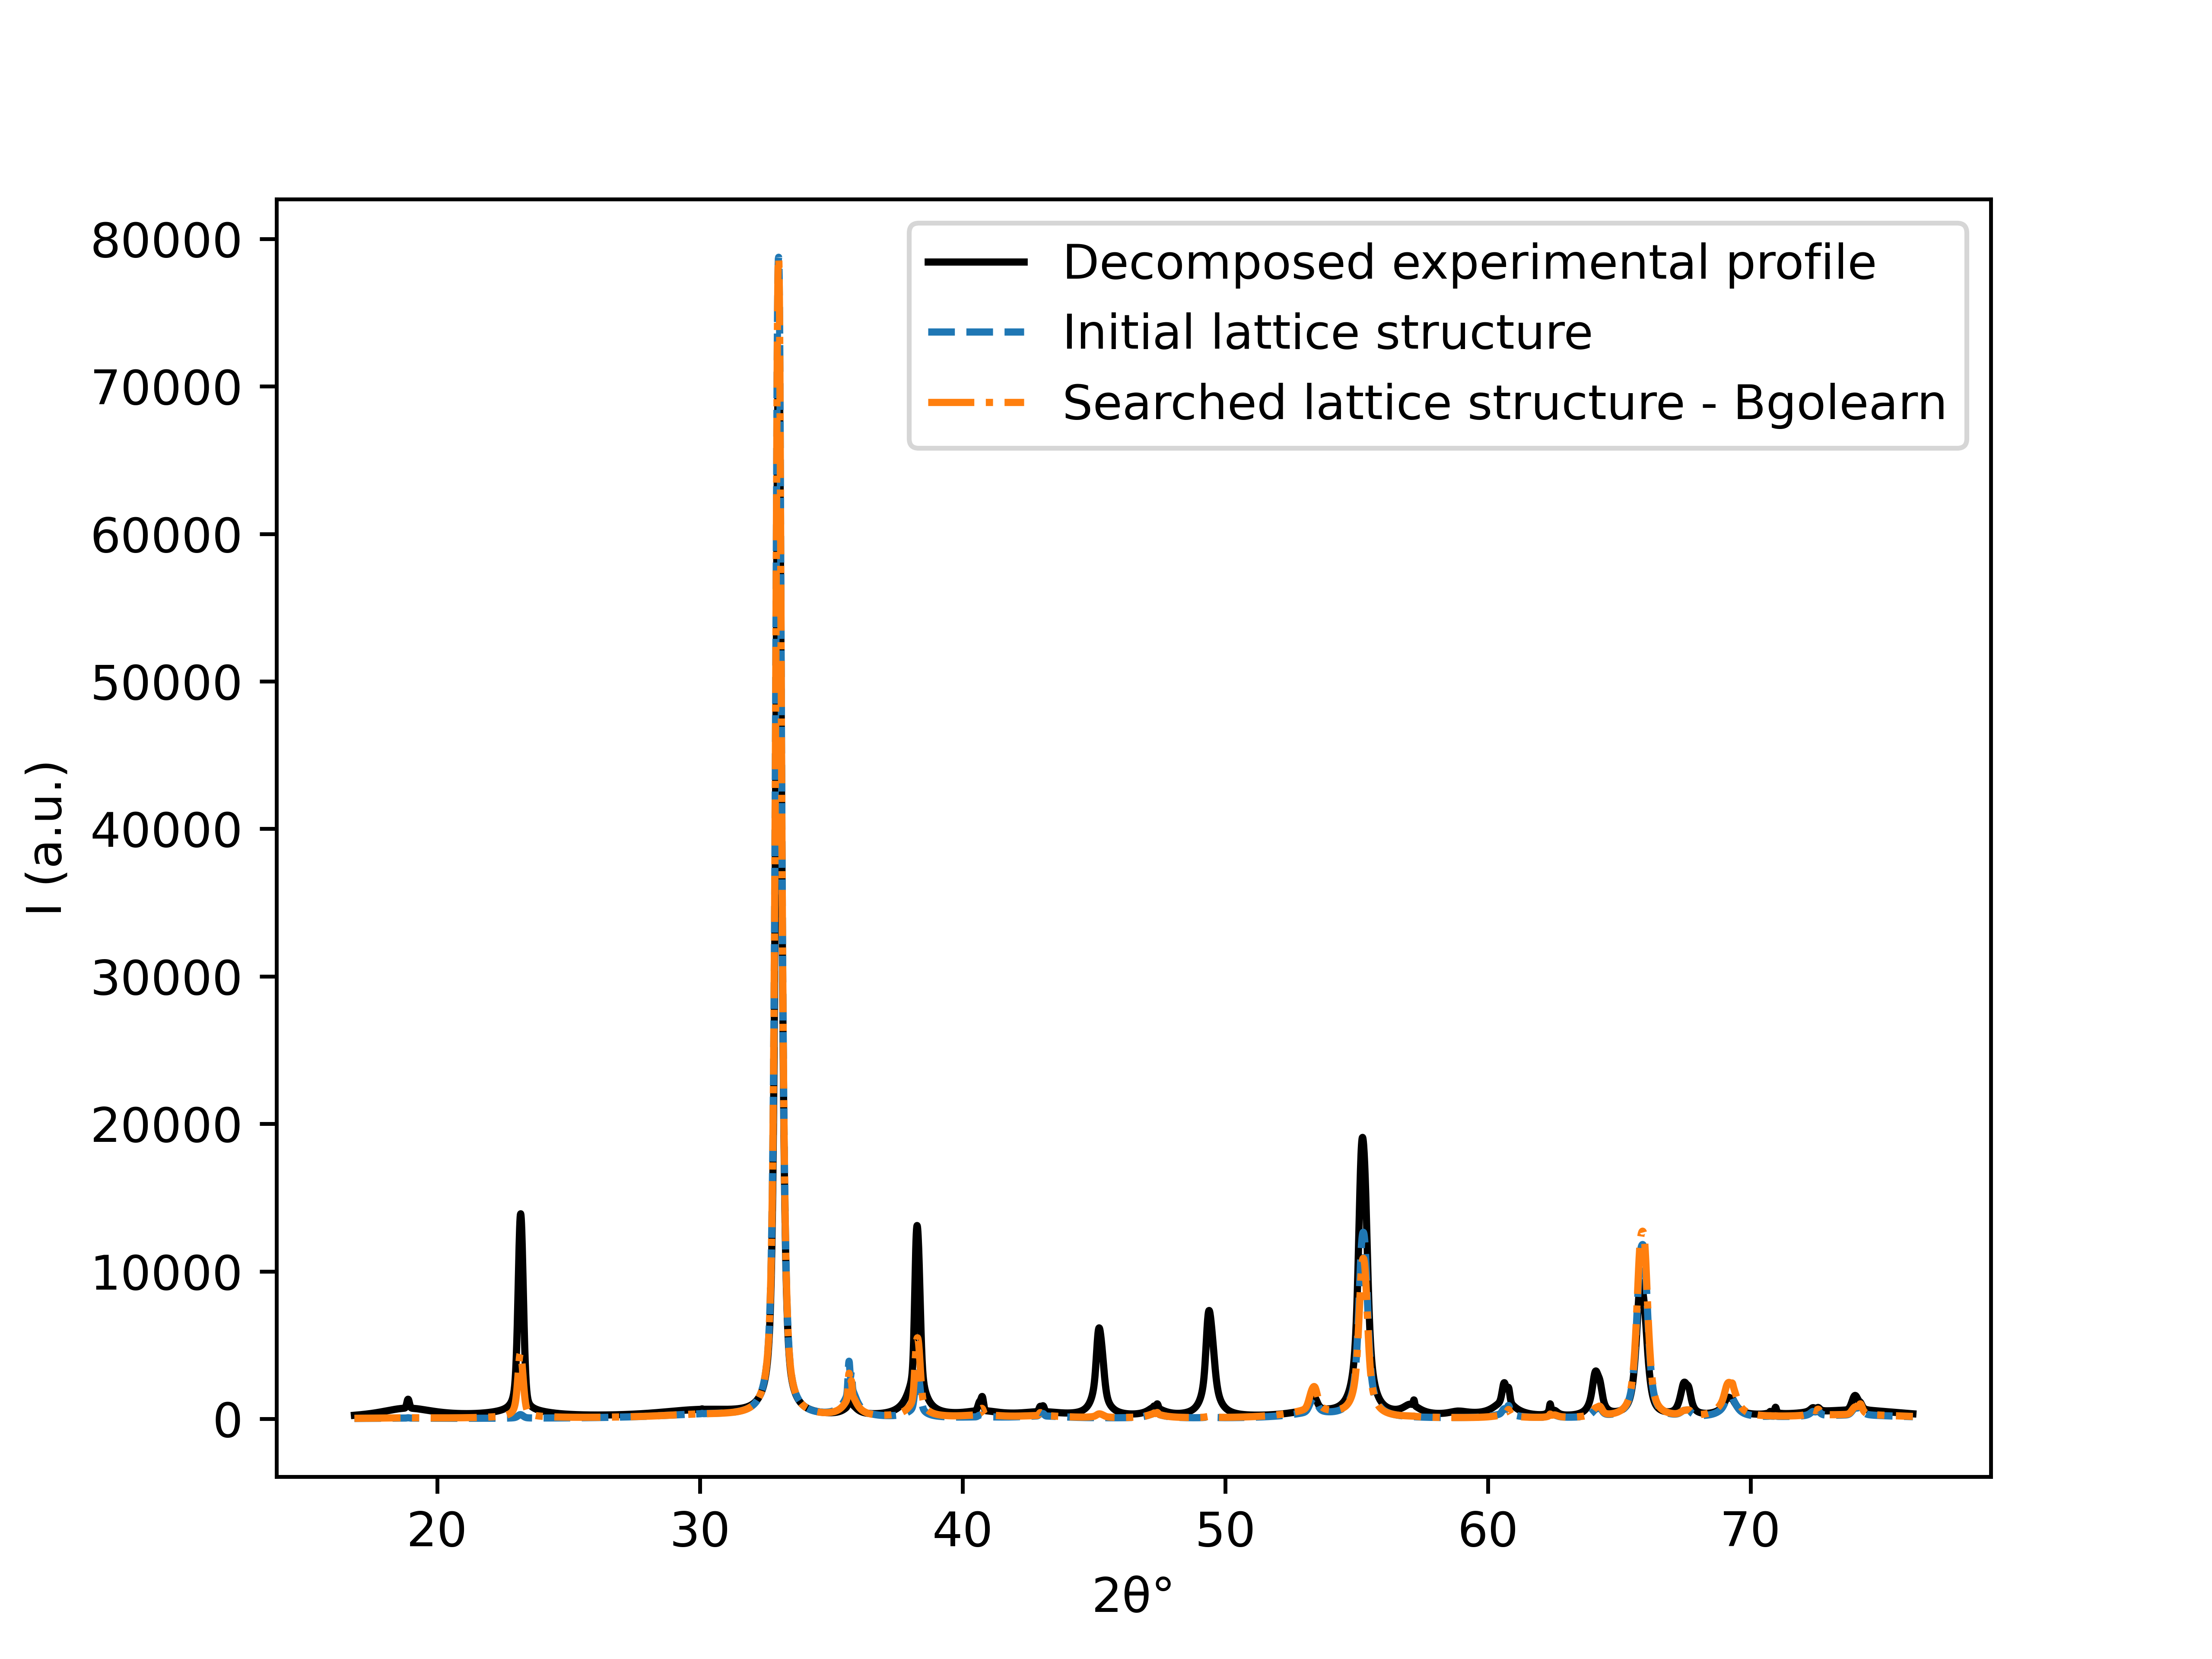 Decomposed experimental profile
Initial lattice structure
Searched lattice structure - Bgolearn
80000
70000
60000
50000
40000
30000
20000
10000
0
I (a.u.)
20 30 40 50 60 70
2θ°